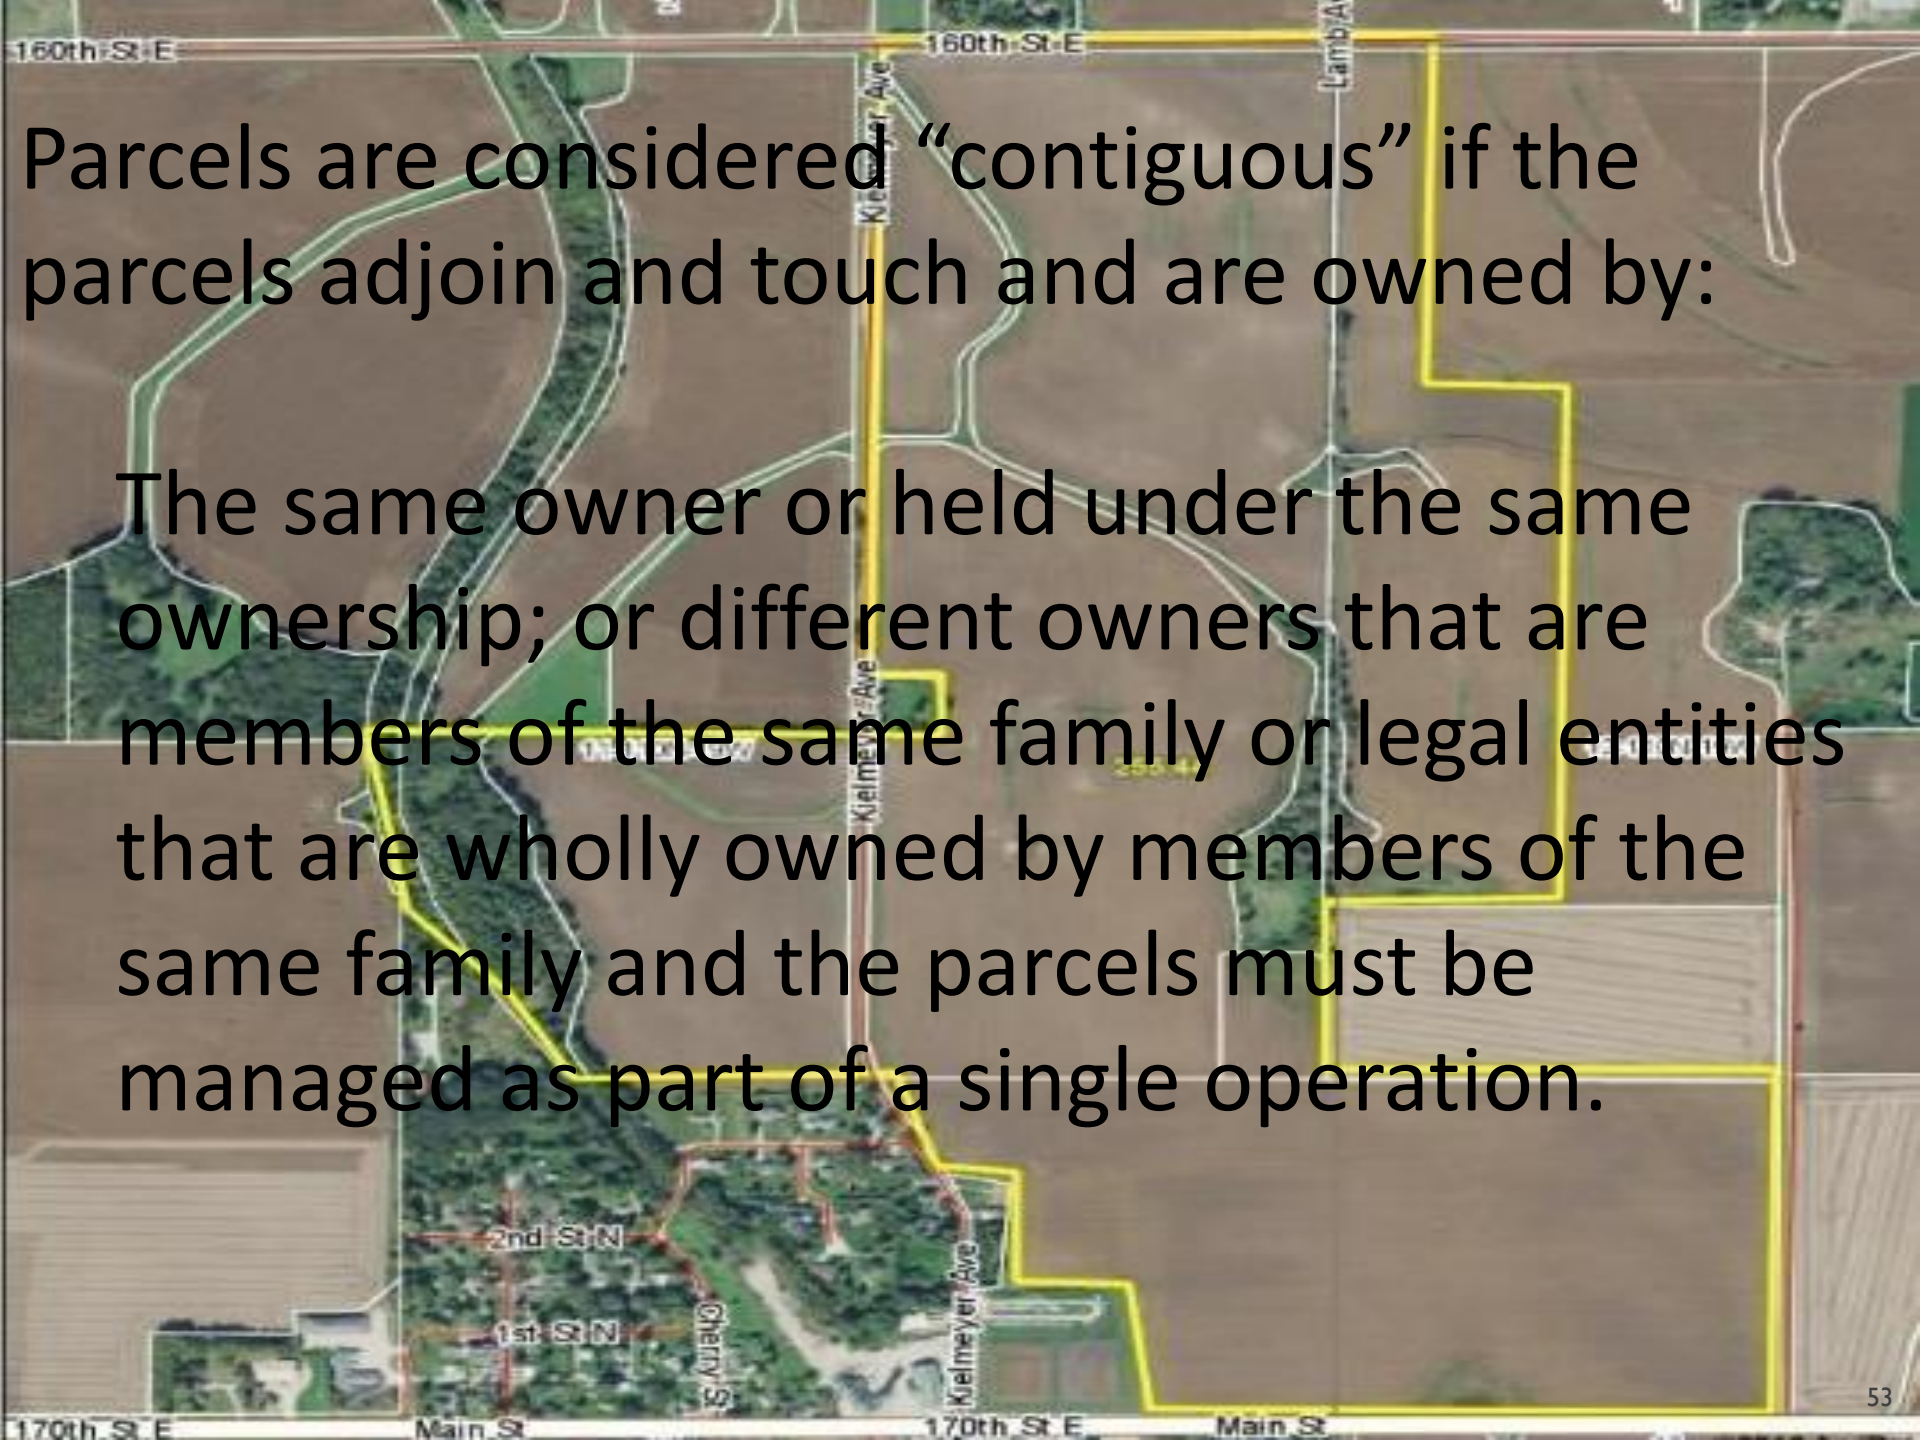 160th St E
160th St E
Kielmeyer Ave
Parcels are considered “contiguous” if the
parcels adjoin and touch and are owned by:
The same owner or held under the same
ownership; or different owners that are
members of the same family or legal entities
that are wholly owned by members of the
same family and the parcels must be
managed as part of a single operation.
Kielmeyer Ave
2nd St N
1st St N
Cherry St
Kielmeyer Ave
53
170th St E
Main St
170th St E
Main St